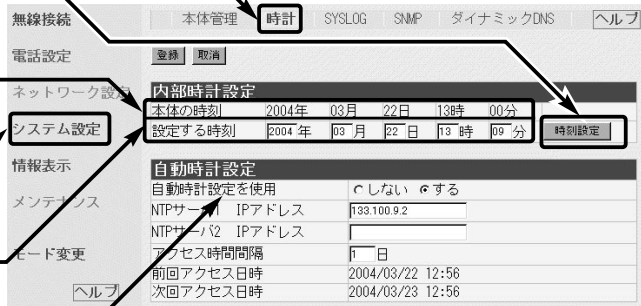 無線接続
本体管理 時計 SYSLOG SNMP ダイナミックDNS ヘルプ
電話設定
登録 取消
ネットワーク設定
内部時計設定
本体の時刻 2004年 03月 22日 13時 00分
システム設定
設定する時刻 2004 年 03 月 22 日 13 時 09 分 時刻設定
情報表示
自動時計設定
自動時計設定を使用 しない する
メンテナンス
NTPサーバ1 IPアドレス 133.100.9.2
NTPサーバ2 IPアドレス
モード変更
アクセス時間間隔 1 日
前回アクセス日時 2004/03/22 12:56
ヘルプ
次回アクセス日時 2004/03/23 12:56